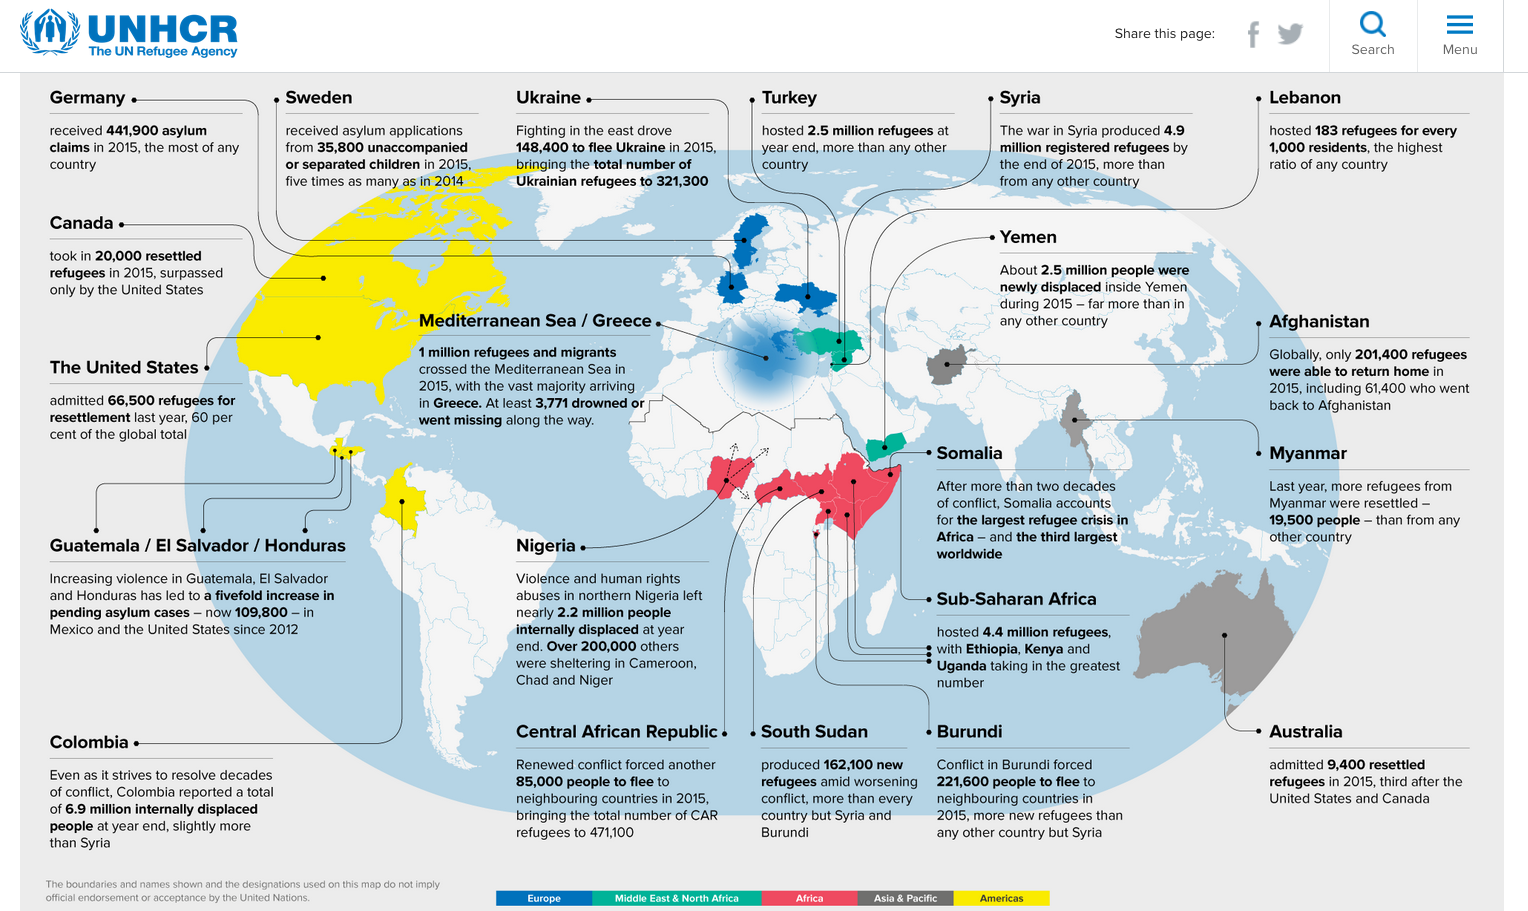 UNHCR
The UN Refugee Agency
Share this page:
Search
Menu
Germany
received 441,900 asylum
claims in 2015, the most of any
country
Sweden
received asylum applications
from 35,800 unaccompanied
or separated children in 2015,
five times as many as in 2014
Ukraine
Fighting in the east drove
148,400 to flee Ukraine in 2015,
bringing the total number of
Ukrainian refugees to 321,300
Turkey
hosted 2.5 million refugees at
year end, more than any other
country
Syria
The war in Syria produced 4.9
million registered refugees by
the end of 2015, more than
from any other country
Lebanon
hosted 183 refugees for every
1,000 residents, the highest
ratio of any country
Canada
took in 20,000 resettled
refugees in 2015, surpassed
only by the United States
Yemen
About 2.5 million people were
newly displaced inside Yemen
during 2015 – far more than in
any other country
Mediterranean Sea / Greece
1 million refugees and migrants
crossed the Mediterranean Sea in
2015, with the vast majority arriving
in Greece. At least 3,771 drowned or
went missing along the way.
Afghanistan
Globally, only 201,400 refugees
were able to return home in
2015, including 61,400 who went
back to Afghanistan
The United States
admitted 66,500 refugees for
resettlement last year, 60 per
cent of the global total
Somalia
After more than two decades
of conflict, Somalia accounts
for the largest refugee crisis in
Africa – and the third largest
worldwide
Myanmar
Last year, more refugees from
Myanmar were resettled –
19,500 people – than from any
other country
Guatemala / El Salvador / Honduras
Increasing violence in Guatemala, El Salvador
and Honduras has led to a fivefold increase in
pending asylum cases – now 109,800 – in
Mexico and the United States since 2012
Nigeria
Violence and human rights
abuses in northern Nigeria left
nearly 2.2 million people
internally displaced at year
end. Over 200,000 others
were sheltering in Cameroon,
Chad and Niger
Sub-Saharan Africa
hosted 4.4 million refugees,
with Ethiopia, Kenya and
Uganda taking in the greatest
number
Colombia
Even as it strives to resolve decades
of conflict, Colombia reported a total
of 6.9 million internally displaced
people at year end, slightly more
than Syria
Central African Republic
Renewed conflict forced another
85,000 people to flee to
neighbouring countries in 2015,
bringing the total number of CAR
refugees to 471,100
South Sudan
produced 162,100 new
refugees amid worsening
conflict, more than every
country but Syria and
Burundi
Burundi
Conflict in Burundi forced
221,600 people to flee to
neighbouring countries in
2015, more new refugees than
any other country but Syria
Australia
admitted 9,400 resettled
refugees in 2015, third after the
United States and Canada
The boundaries and names shown and the designations used on this map do not imply
official endorsement or acceptance by the United Nations.
Europe
Middle East & North Africa
Africa
Asia & Pacific
Americas